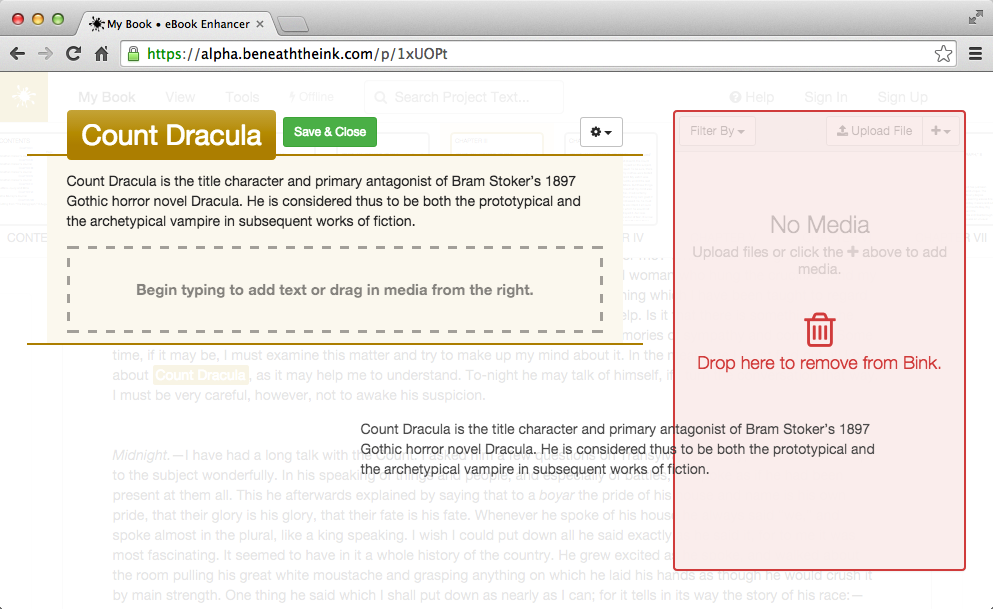 My Book • eBook Enhancer
https://alpha.beneaththeink.com/p/1xUOPt
My Book View Tools Offline Search Project Text... Help Sign In Sign Up
Count Dracula Save & Close
Filter By Upload File
Count Dracula is the title character and primary antagonist of Bram Stoker's 1897
Gothic horror novel Dracula. He is considered thus to be both the prototypical and
the archetypical vampire in subsequent works of fiction.
No Media
Upload files or click the + above to add
media.
CONTE
R IV
R VII
Begin typing to add text or drag in media from the right.
Drop here to remove from Bink.
time, if it may be, I must examine this matter and try to make up my mind about it. In the
about Count Dracula, as it may help me to understand. To-night he may talk of himself, if
I must be very careful, however, not to awake his suspicion.
Count Dracula is the title character and primary antagonist of Bram Stoker's 1897
Gothic horror novel Dracula. He is considered thus to be both the prototypical and
the archetypical vampire in subsequent works of fiction.
Midnight.—I have had a long talk with the Count. I asked him a few questions on Transylv
to the subject wonderfully. In his speaking of things and people, and especially of battles,
present at them all. This he afterwards explained by saying that to a boyar the pride of his
pride, that their glory is his glory, that their fate is his fate. Whenever he spoke of his hous
spoke almost in the plural, like a king speaking. I wish I could put down all he said exactly
most fascinating. It seemed to have in it a whole history of the country. He grew excited a
the room pulling his great white moustache and grasping anything on which he laid his hands as though he would crush it
by main strength. One thing he said which I shall put down as nearly as I can; for it tells in its way the story of his race:—